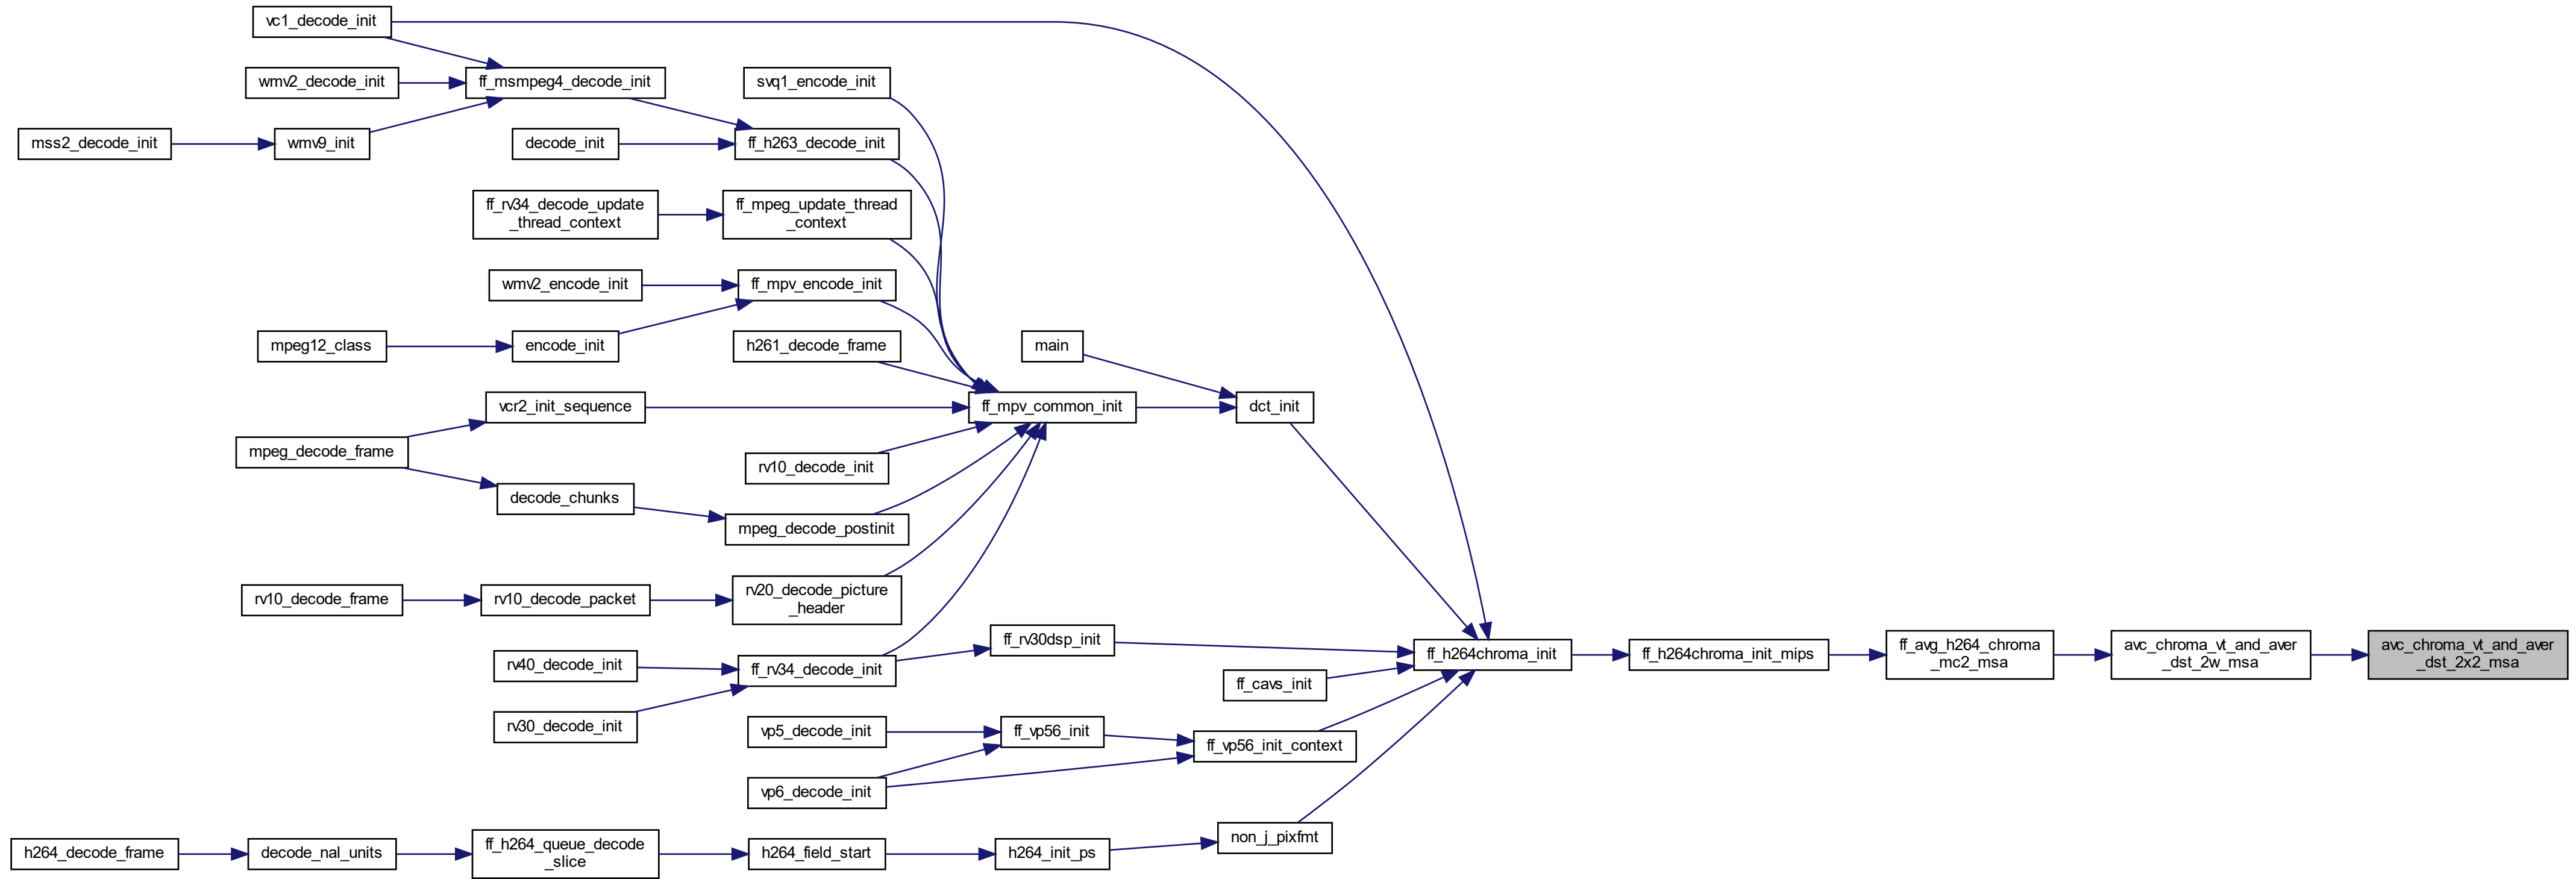 vc1_decode_init
wmv2_decode_init
ff_msmpeg4_decode_init
svq1_encode_init
mss2_decode_init
wmv9_init
decode_init
ff_h263_decode_init
ff_rv34_decode_update
_thread_context
ff_mpeg_update_thread
_context
wmv2_encode_init
ff_mpv_encode_init
mpeg12_class
encode_init
h261_decode_frame
main
vcr2_init_sequence
ff_mpv_common_init
dct_init
mpeg_decode_frame
rv10_decode_init
decode_chunks
mpeg_decode_postinit
rv10_decode_frame
rv10_decode_packet
rv20_decode_picture
_header
ff_rv30dsp_init
rv40_decode_init
ff_rv34_decode_init
ff_h264chroma_init
ff_h264chroma_init_mips
ff_avg_h264_chroma
_mc2_msa
avc_chroma_vt_and_aver
_dst_2w_msa
avc_chroma_vt_and_aver
_dst_2x2_msa
ff_cavs_init
rv30_decode_init
vp5_decode_init
ff_vp56_init
ff_vp56_init_context
vp6_decode_init
non_j_pixfmt
h264_decode_frame
decode_nal_units
ff_h264_queue_decode
_slice
h264_field_start
h264_init_ps